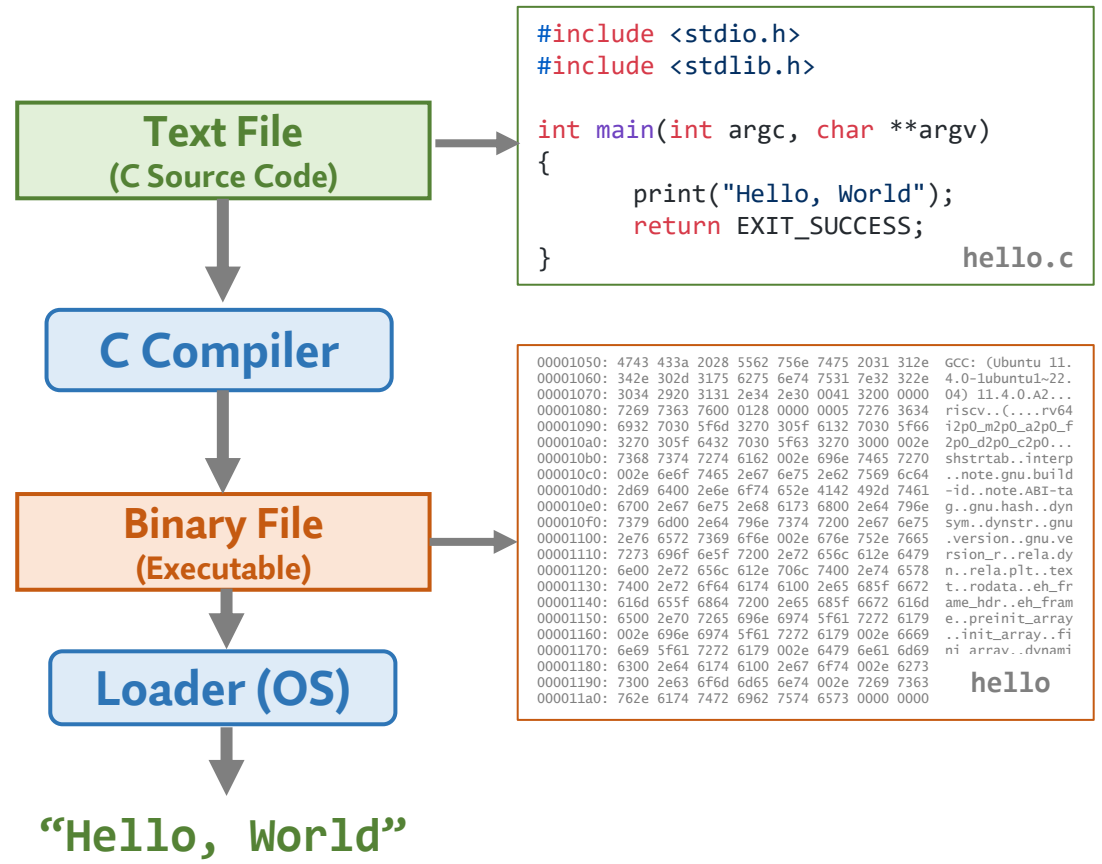 Text File
(C Source Code)
#include <stdio.h>
#include <stdlib.h>
int main(int argc, char **argv)
{
print("Hello, World");
return EXIT_SUCCESS;
}
hello.c
C Compiler
Binary File
(Executable)
00001050: 4743 433a 2028 5562 756e 7475 2031 312e GCC: (Ubuntu 11.
00001060: 342e 302d 3175 6275 6e74 7531 7e32 322e 4.0-1ubuntu1~22.
00001070: 3034 2920 3131 2e34 2e30 0041 3200 0000 04) 11.4.0.A2...
00001080: 7269 7363 7600 0128 0000 0005 7276 3634 riscv..(....rv64
00001090: 6932 7030 5f6d 3270 305f 6132 7030 5f66 i2p0_m2p0_a2p0_f
000010a0: 3270 305f 6432 7030 5f63 3270 3000 002e 2p0_d2p0_c2p0...
000010b0: 7368 7374 7274 6162 002e 696e 7465 7270 shstrtab..interp
000010c0: 002e 6e6f 7465 2e67 6e75 2e62 7569 6c64 ..note.gnu.build
000010d0: 2d69 6400 2e6e 6f74 652e 4142 492d 7461 -id..note.ABI-ta
000010e0: 6700 2e67 6e75 2e68 6173 6800 2e64 796e g..gnu.hash..dyn
000010f0: 7379 6d00 2e64 796e 7374 7200 2e67 6e75 sym..dynstr..gnu
00001100: 2e76 6572 7369 6f6e 002e 676e 752e 7665 .version..gnu.ve
00001110: 7273 696f 6e5f 7200 2e72 656c 612e 6479 rsion_r..rela.dy
00001120: 6e00 2e72 656c 612e 706c 7400 2e74 6578 n..rela.plt..tex
00001130: 7400 2e72 6f64 6174 6100 2e65 685f 6672 t..rodata..eh_fr
00001140: 616d 655f 6864 7200 2e65 685f 6672 616d ame_hdr..eh_fram
00001150: 6500 2e70 7265 696e 6974 5f61 7272 6179 e..preinit_array
00001160: 002e 696e 6974 5f61 7272 6179 002e 6669 ..init_array..fi
00001170: 6e69 5f61 7272 6179 002e 6479 6e61 6d69 ni_array..dynami
00001180: 6300 2e64 6174 6100 2e67 6f74 002e 6273
00001190: 7300 2e63 6f6d 6d65 6e74 002e 7269 7363
000011a0: 762e 6174 7472 6962 7574 6573 0000 0000
hello
Loader (OS)
“Hello, World”